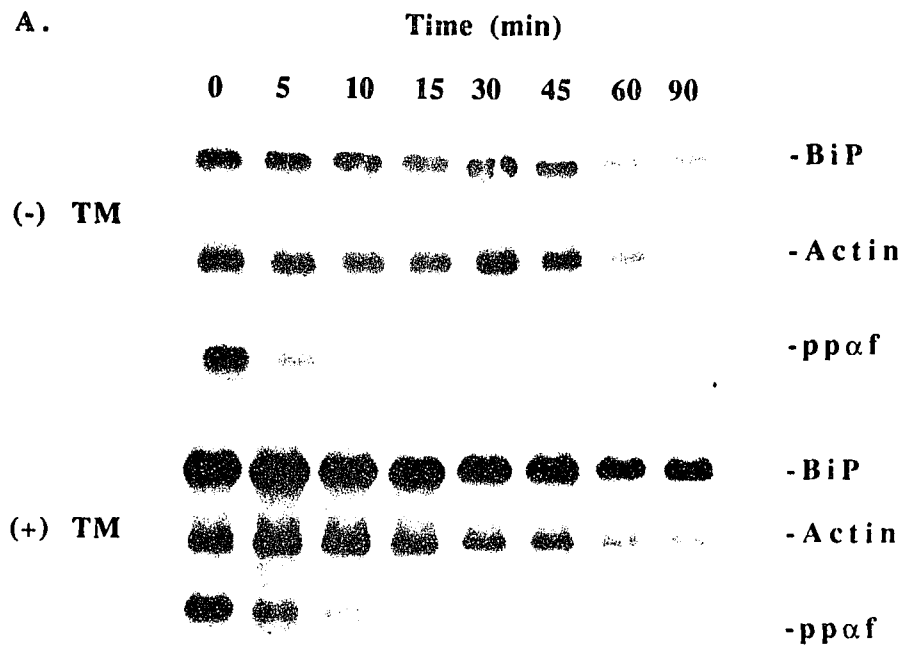 A.
Time (min)
0 5 10 15 30 45 60 90
-BiP
(-) TM
-Actin
-ppαf
-BiP
(+) TM
-Actin
-ppαf